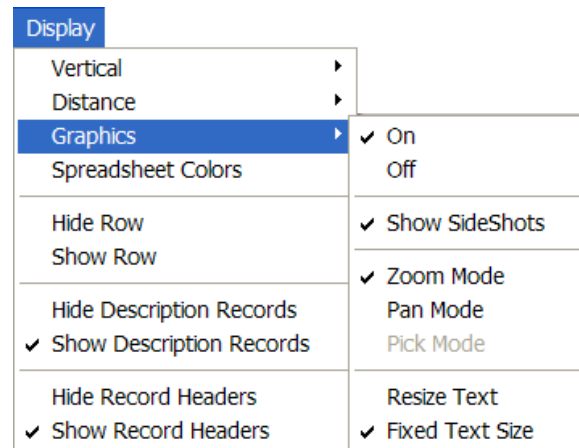 Display
Vertical
Distance
Graphics
Spreadsheet Colors
Hide Row
Show Row
Hide Description Records
Show Description Records
Hide Record Headers
Show Record Headers
On
Off
Show SideShots
Zoom Mode
Pan Mode
Pick Mode
Resize Text
Fixed Text Size